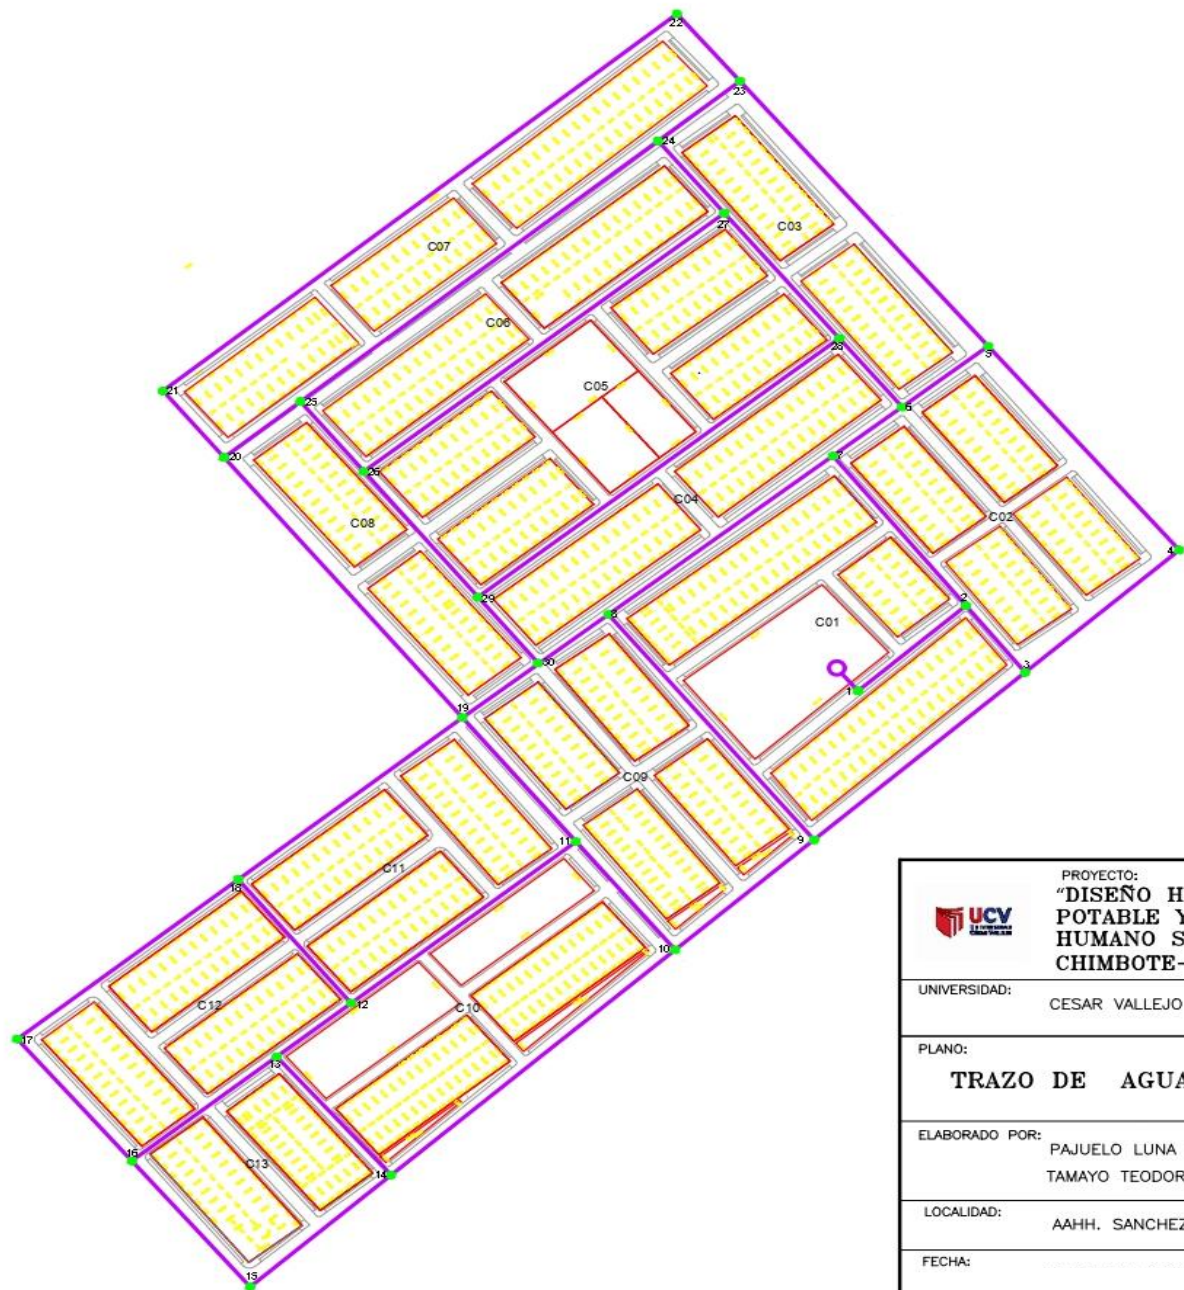 22
23
24
C03
27
C07
C06
28
5
21
25
C05
6
20
7
26
C04
C08
C02
4
29
2
8
C01
30
3
1
19
C09
11
9
C11
18
10
12
C12
C10
17
13
16
C13
14
15
PROYECTO:
"DISEÑO H
POTABLE Y
HUMANO S
CHIMBOTE-
UCV
UNIVERSIDAD
CÉSAR VALLEJO
UNIVERSIDAD:
CESAR VALLEJO
PLANO:
TRAZO DE AGUA
ELABORADO POR:
PAJUELO LUNA
TAMAYO TEODOR
LOCALIDAD:
AAHH. SANCHEZ
FECHA: